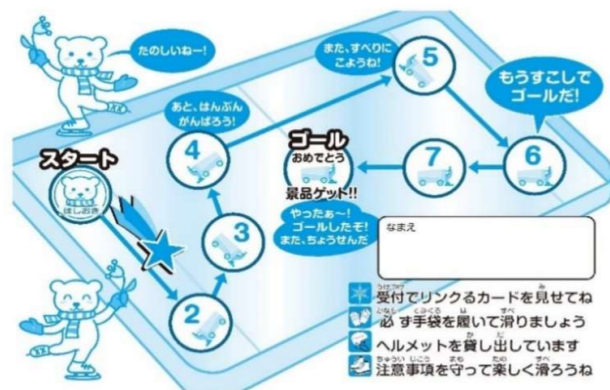 たのしいねー!
また、すべりに
こようね!
5
もうすこしで
ゴールだ!
あと、はんぶん
がんばろう!
4
スタート
ゴール
おめでとう
景品ゲット!!
7
6
3
2
やったぁ～!
ゴールしたぞ!
また、ちょうせんだ
なまえ
受付でリンクるカードを見せてね
必ず手袋を履いて滑りましょう
ヘルメットを貸し出しています
注意事項を守って楽しく滑ろうね